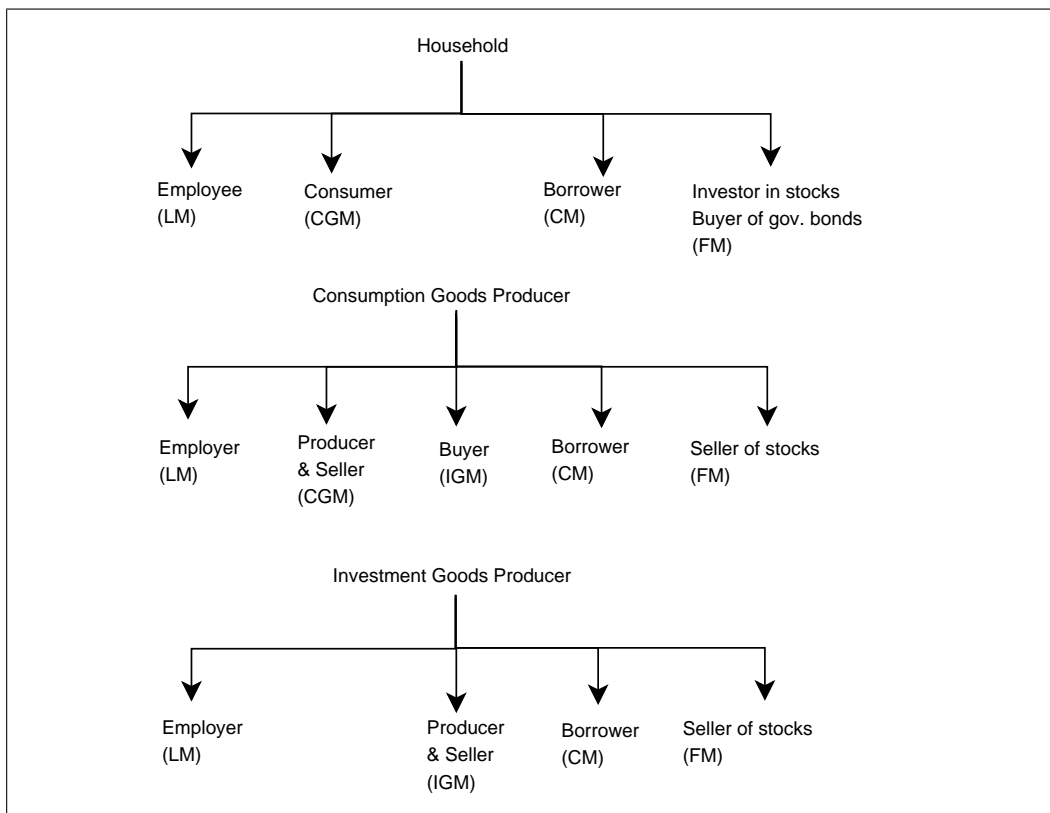 Household
Employee
(LM)
Consumer
(CGM)
Borrower
(CM)
Investor in stocks
Buyer of gov. bonds
(FM)
Consumption Goods Producer
Employer
(LM)
Producer
& Seller
(CGM)
Buyer
(IGM)
Borrower
(CM)
Seller of stocks
(FM)
Investment Goods Producer
Employer
(LM)
Producer
& Seller
(IGM)
Borrower
(CM)
Seller of stocks
(FM)